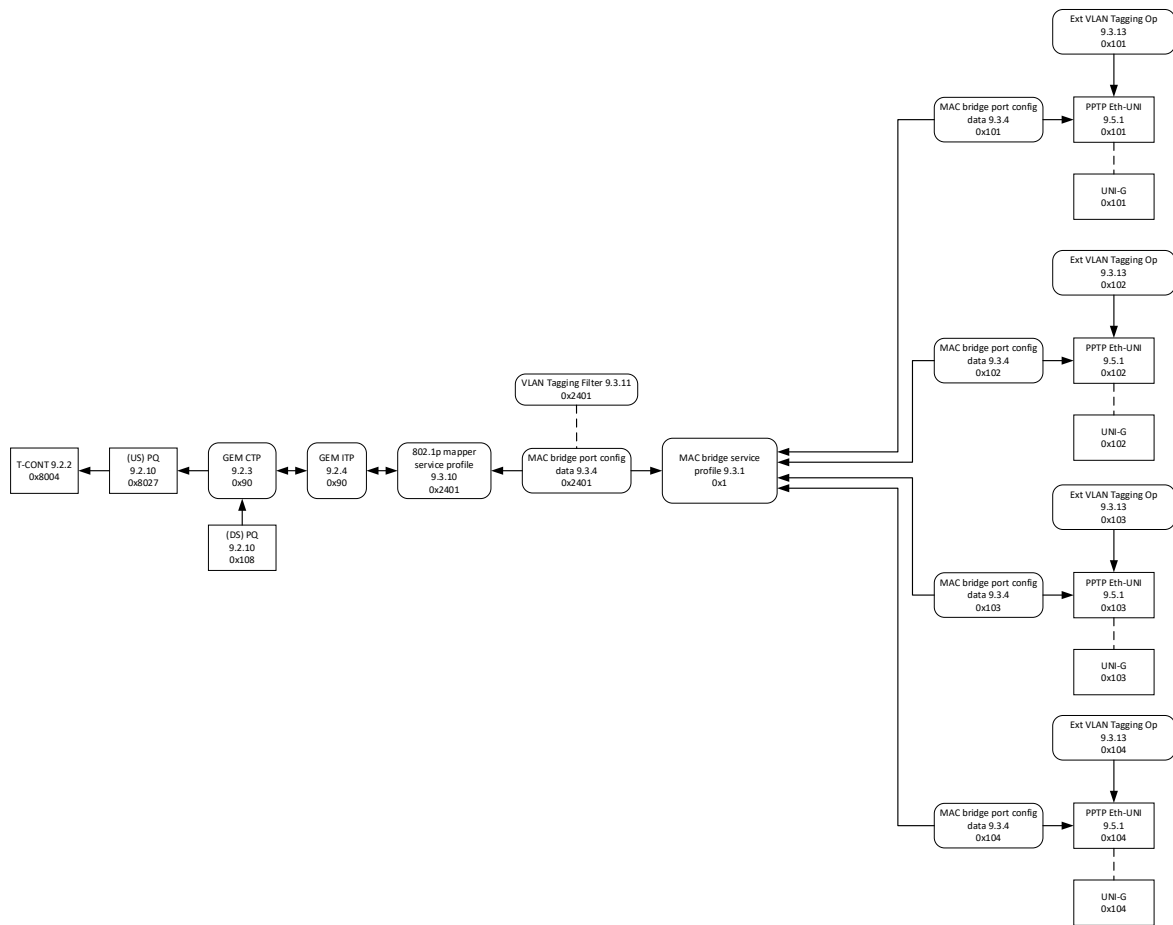 Ext VLAN Tagging Op
9.3.13
0x101
MAC bridge port config
data 9.3.4
0x101
PPTP Eth-UNI
9.5.1
0x101
UNI-G
0x101
Ext VLAN Tagging Op
9.3.13
0x102
MAC bridge port config
data 9.3.4
0x102
PPTP Eth-UNI
9.5.1
0x102
UNI-G
0x102
VLAN Tagging Filter 9.3.11
0x2401
T-CONT 9.2.2
0x8004
(US) PQ
9.2.10
0x8027
GEM CTP
9.2.3
0x90
GEM ITP
9.2.4
0x90
802.1p mapper
service profile
9.3.10
0x2401
MAC bridge port config
data 9.3.4
0x2401
MAC bridge service
profile 9.3.1
0x1
(DS) PQ
9.2.10
0x108
Ext VLAN Tagging Op
9.3.13
0x103
MAC bridge port config
data 9.3.4
0x103
PPTP Eth-UNI
9.5.1
0x103
UNI-G
0x103
Ext VLAN Tagging Op
9.3.13
0x104
MAC bridge port config
data 9.3.4
0x104
PPTP Eth-UNI
9.5.1
0x104
UNI-G
0x104